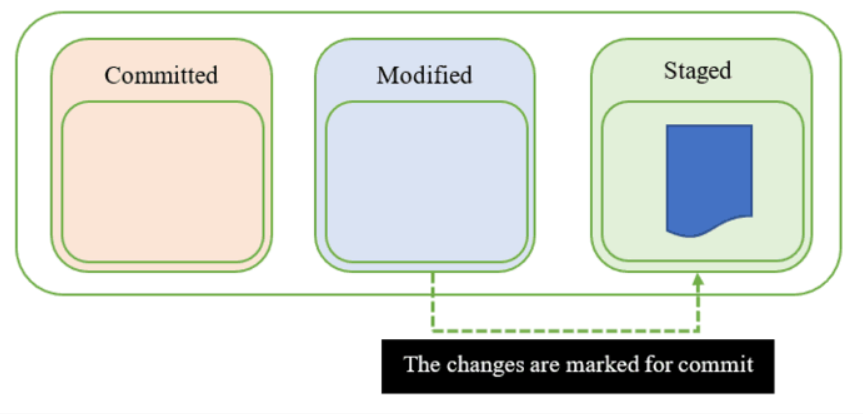 Committed
Modified
Staged
The changes are marked for commit